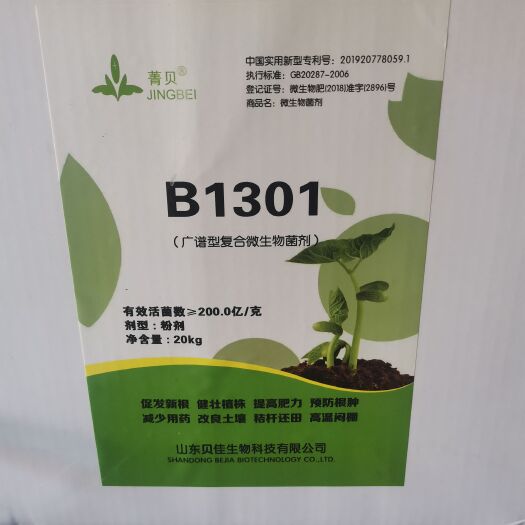 菁贝®
JINGBEI
中国实用新型专利号：201920778059.1
执行标准：GB20287-2006
登记证号：微生物肥(2018)准字(2896)号
商品名：微生物菌剂
B1301
（广谱型复合微生物菌剂）
有效活菌数≥200.0亿/克
剂型：粉剂
净含量：20kg
促发新根 健壮植株 提高肥力 预防根肿
减少用药 改良土壤 秸杆还田 高温闷棚
山东贝佳生物科技有限公司
SHANDONG BEJIA BIOTECHNOLOGY CO.,LTD.